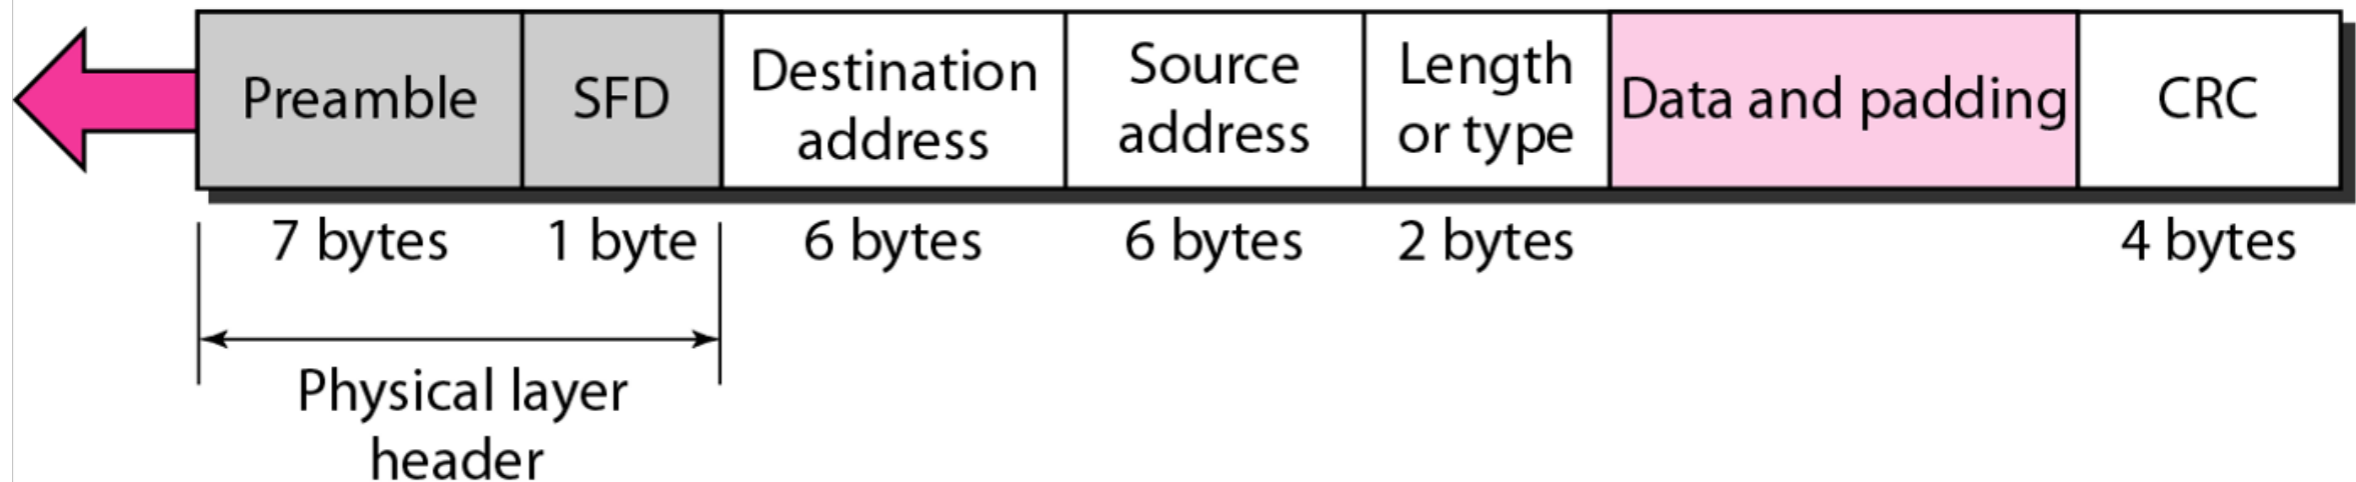 Preamble
SFD
Destination
address
Source
address
Length
or type
Data and padding
CRC
7 bytes
1 byte
6 bytes
6 bytes
2 bytes
4 bytes
Physical layer
header